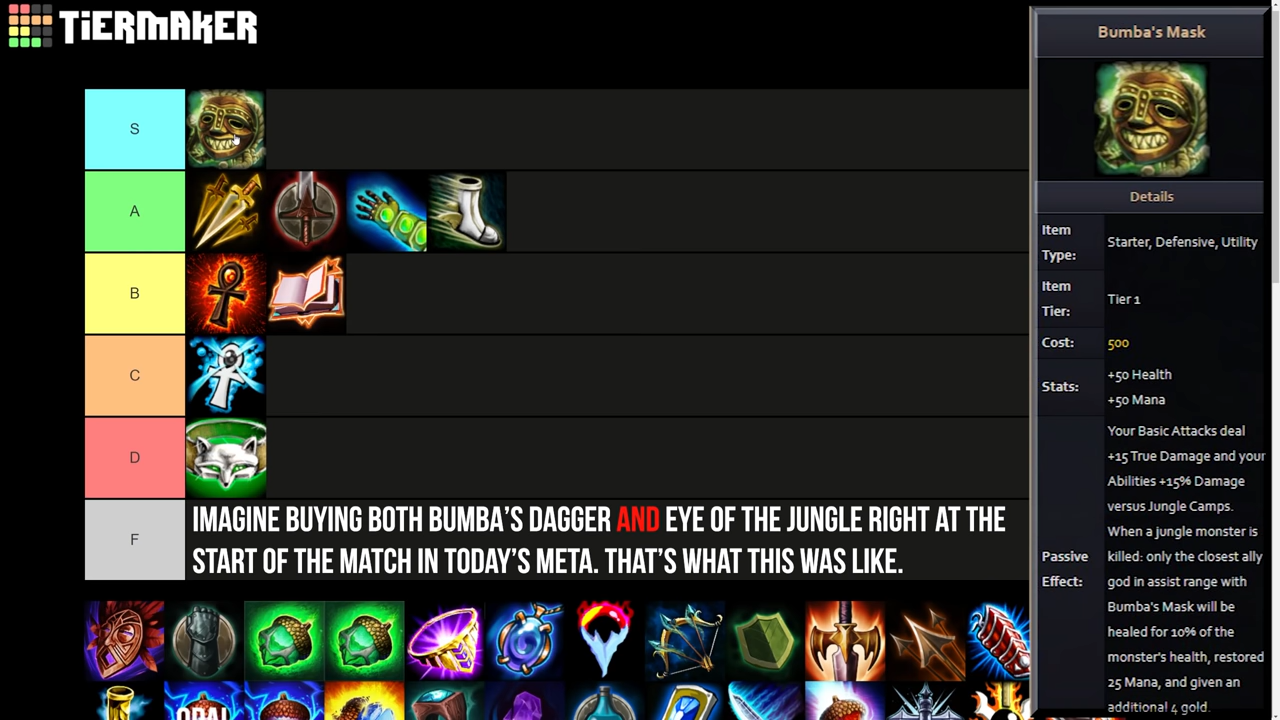 TiERMAKER
S
A
B
C
D
F
IMAGINE BUYING BOTH BUMBA'S DAGGER AND EYE OF THE JUNGLE RIGHT AT THE
START OF THE MATCH IN TODAY'S META. THAT'S WHAT THIS WAS LIKE.
Bumba's Mask
Details
Item
Type:
Starter, Defensive, Utility
Item
Tier:
Tier 1
Cost:
500
Stats:
+50 Health
+50 Mana
Passive
Effect:
Your Basic Attacks deal
+15 True Damage and your
Abilities +15% Damage
versus Jungle Camps.
When a jungle monster is
killed: only the closest ally
god in assist range with
Bumba's Mask will be
healed for 10% of the
monster's health, restored
25 Mana, and given an
additional 4 gold.